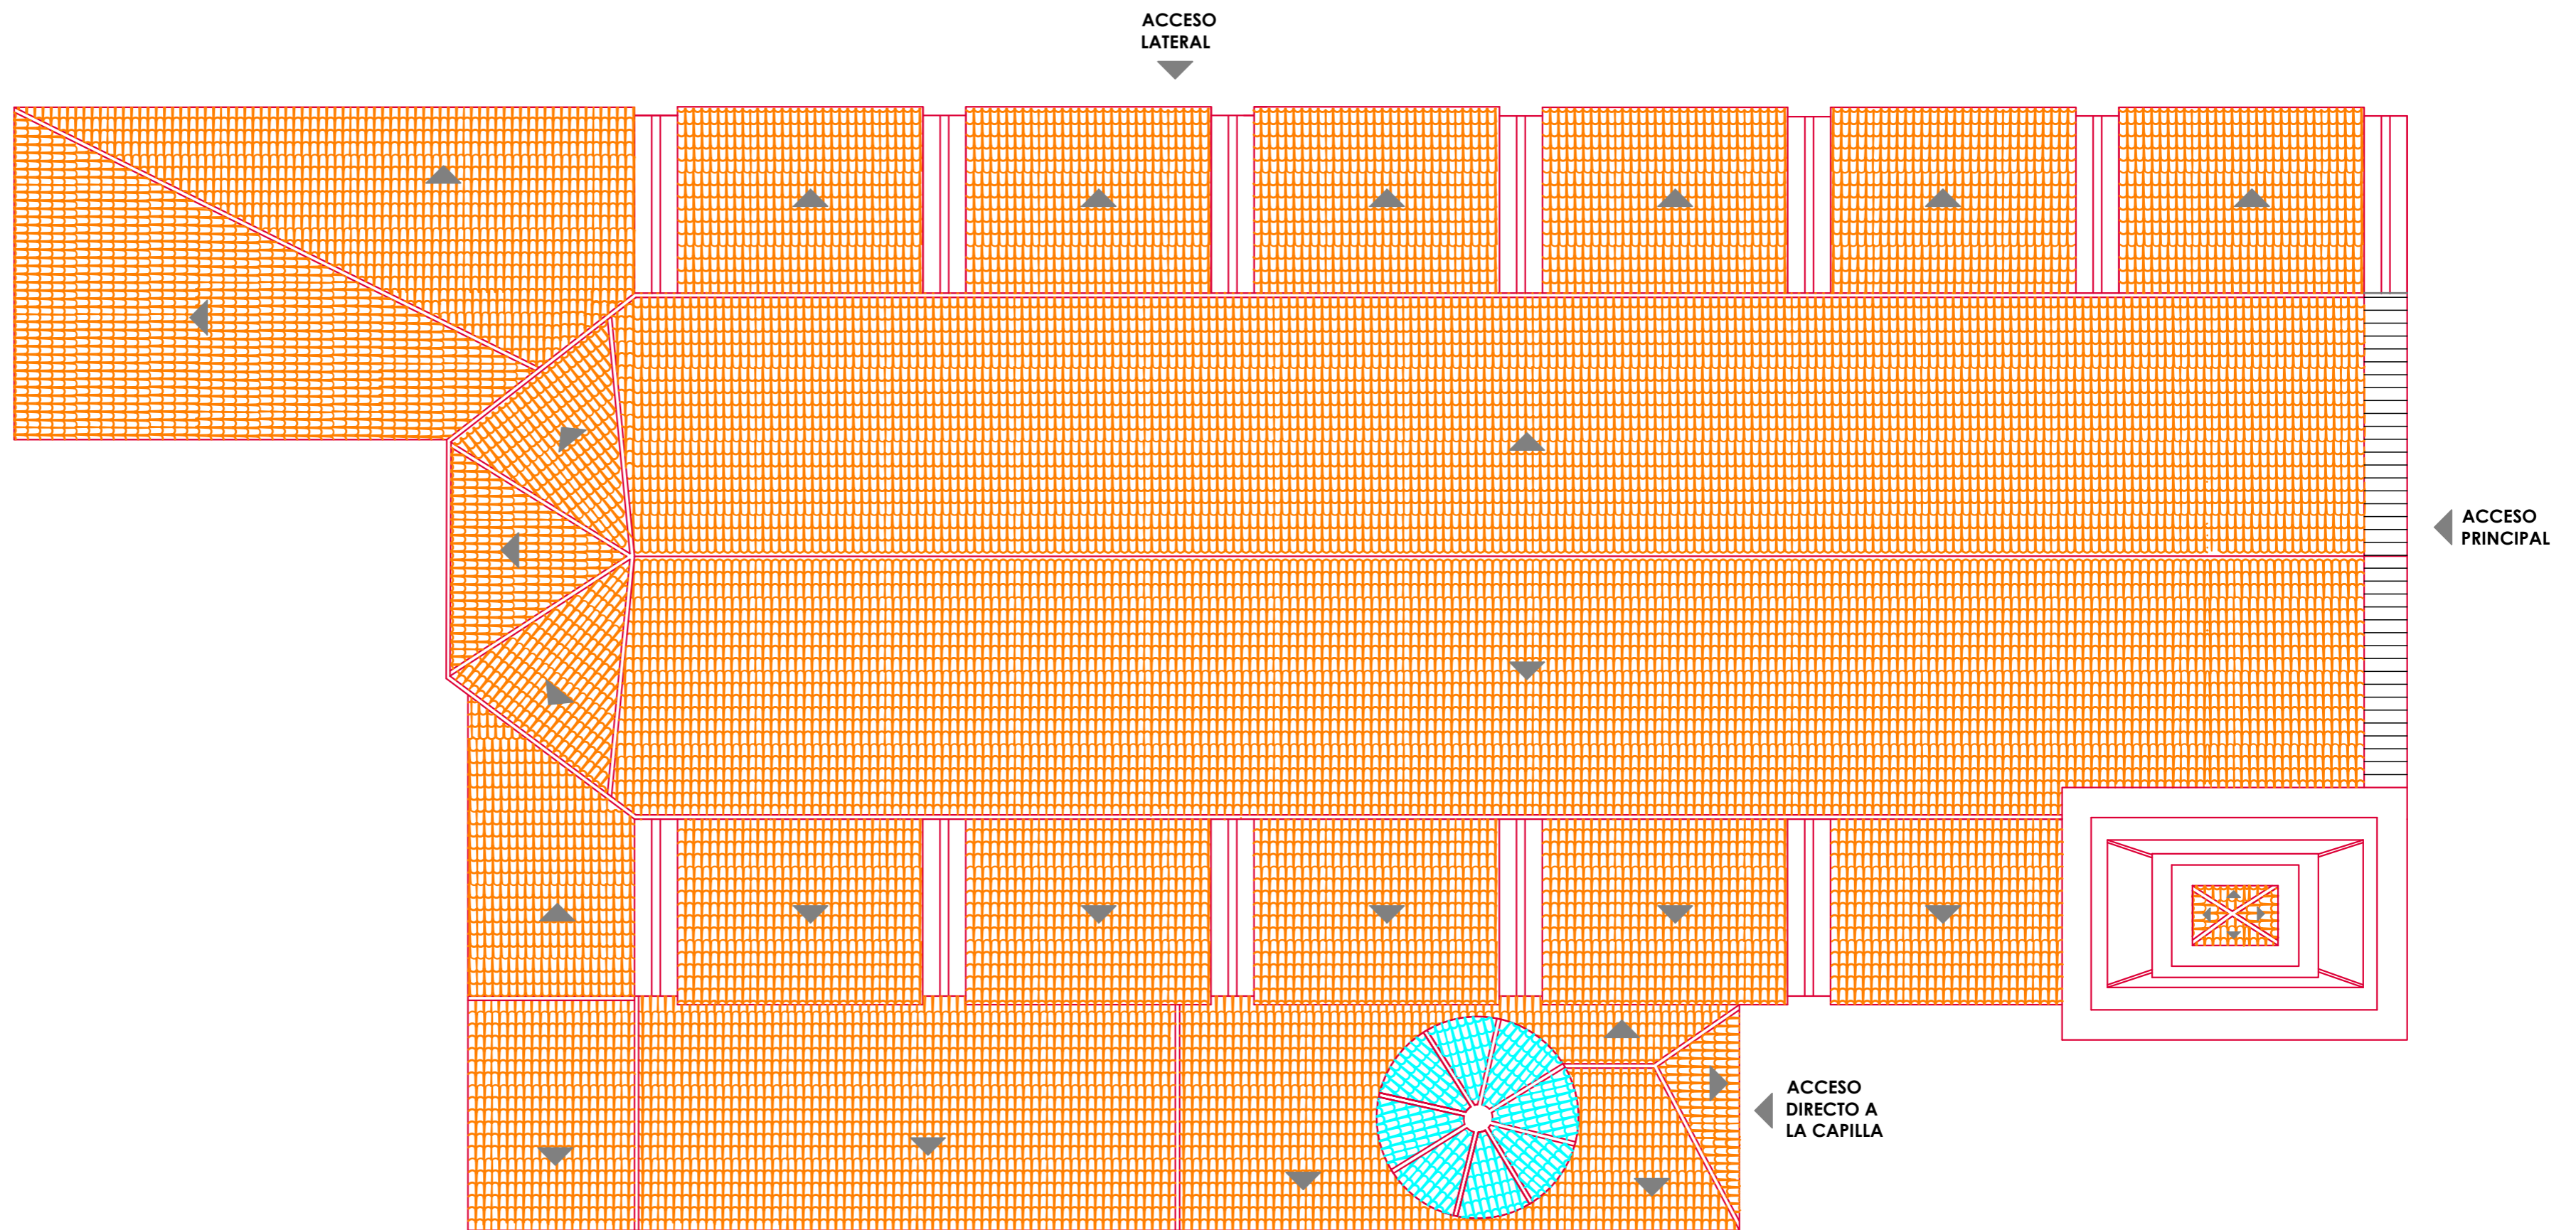 ACCESO
LATERAL
ACCESO
PRINCIPAL
ACCESO
DIRECTO A
LA CAPILLA